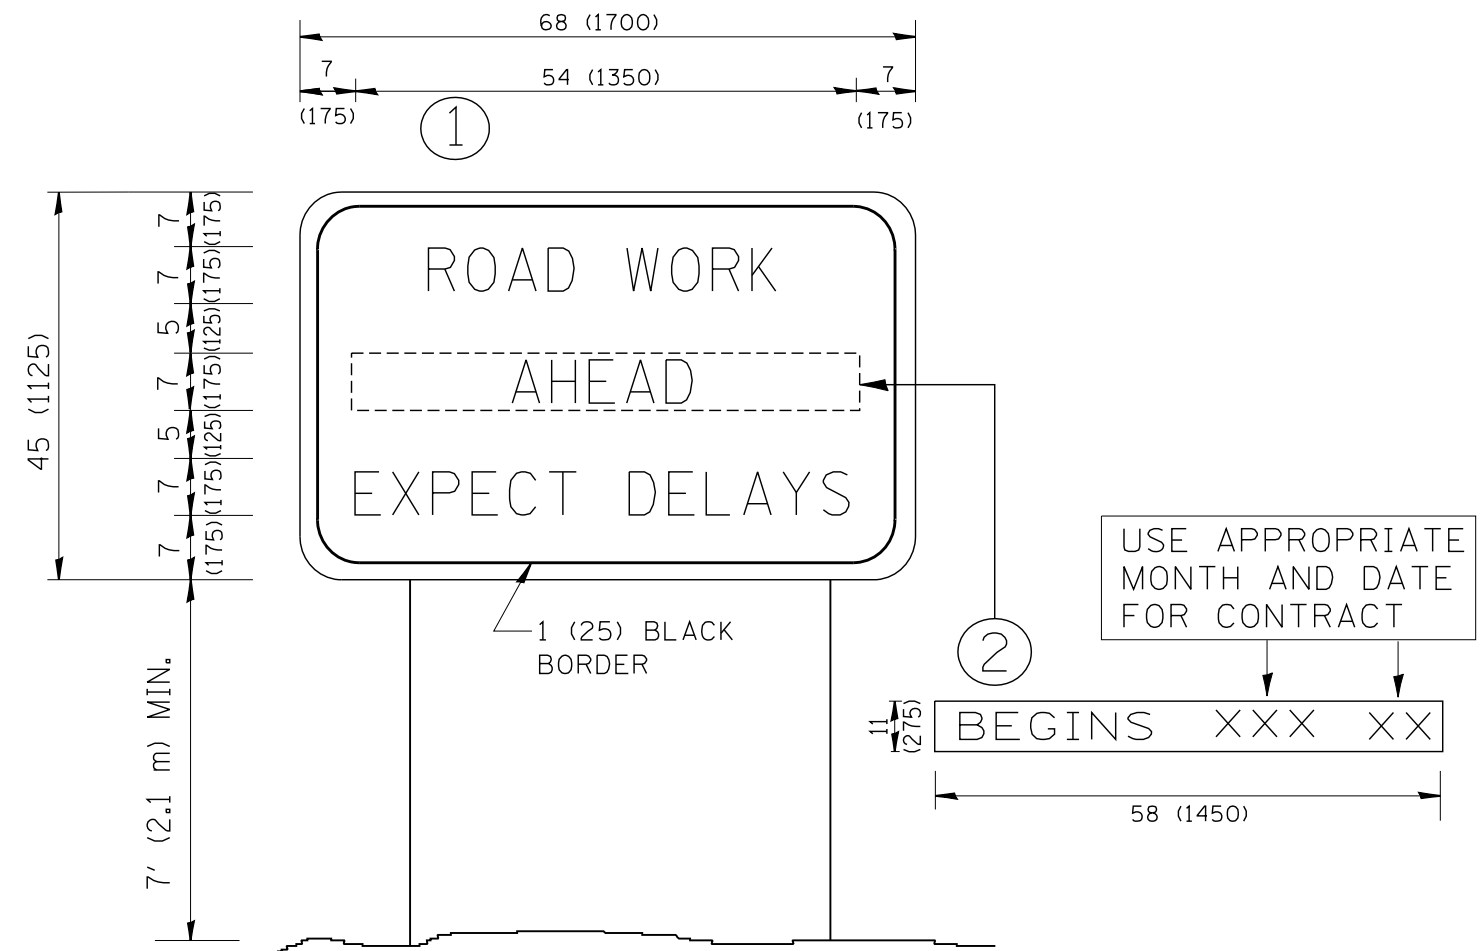 68 (1700)
7
54 (1350)
7
(175)
(175)
1
7
(175)
7
(175)
5
(125)
7
(175)
5
(125)
7
(175)
7
(175)
45 (1125)
ROAD WORK
AHEAD
EXPECT DELAYS
1 (25) BLACK
BORDER
7' (2.1 m) MIN.
USE APPROPRIATE
MONTH AND DATE
FOR CONTRACT
2
11
(275)
BEGINS XXX XX
58 (1450)